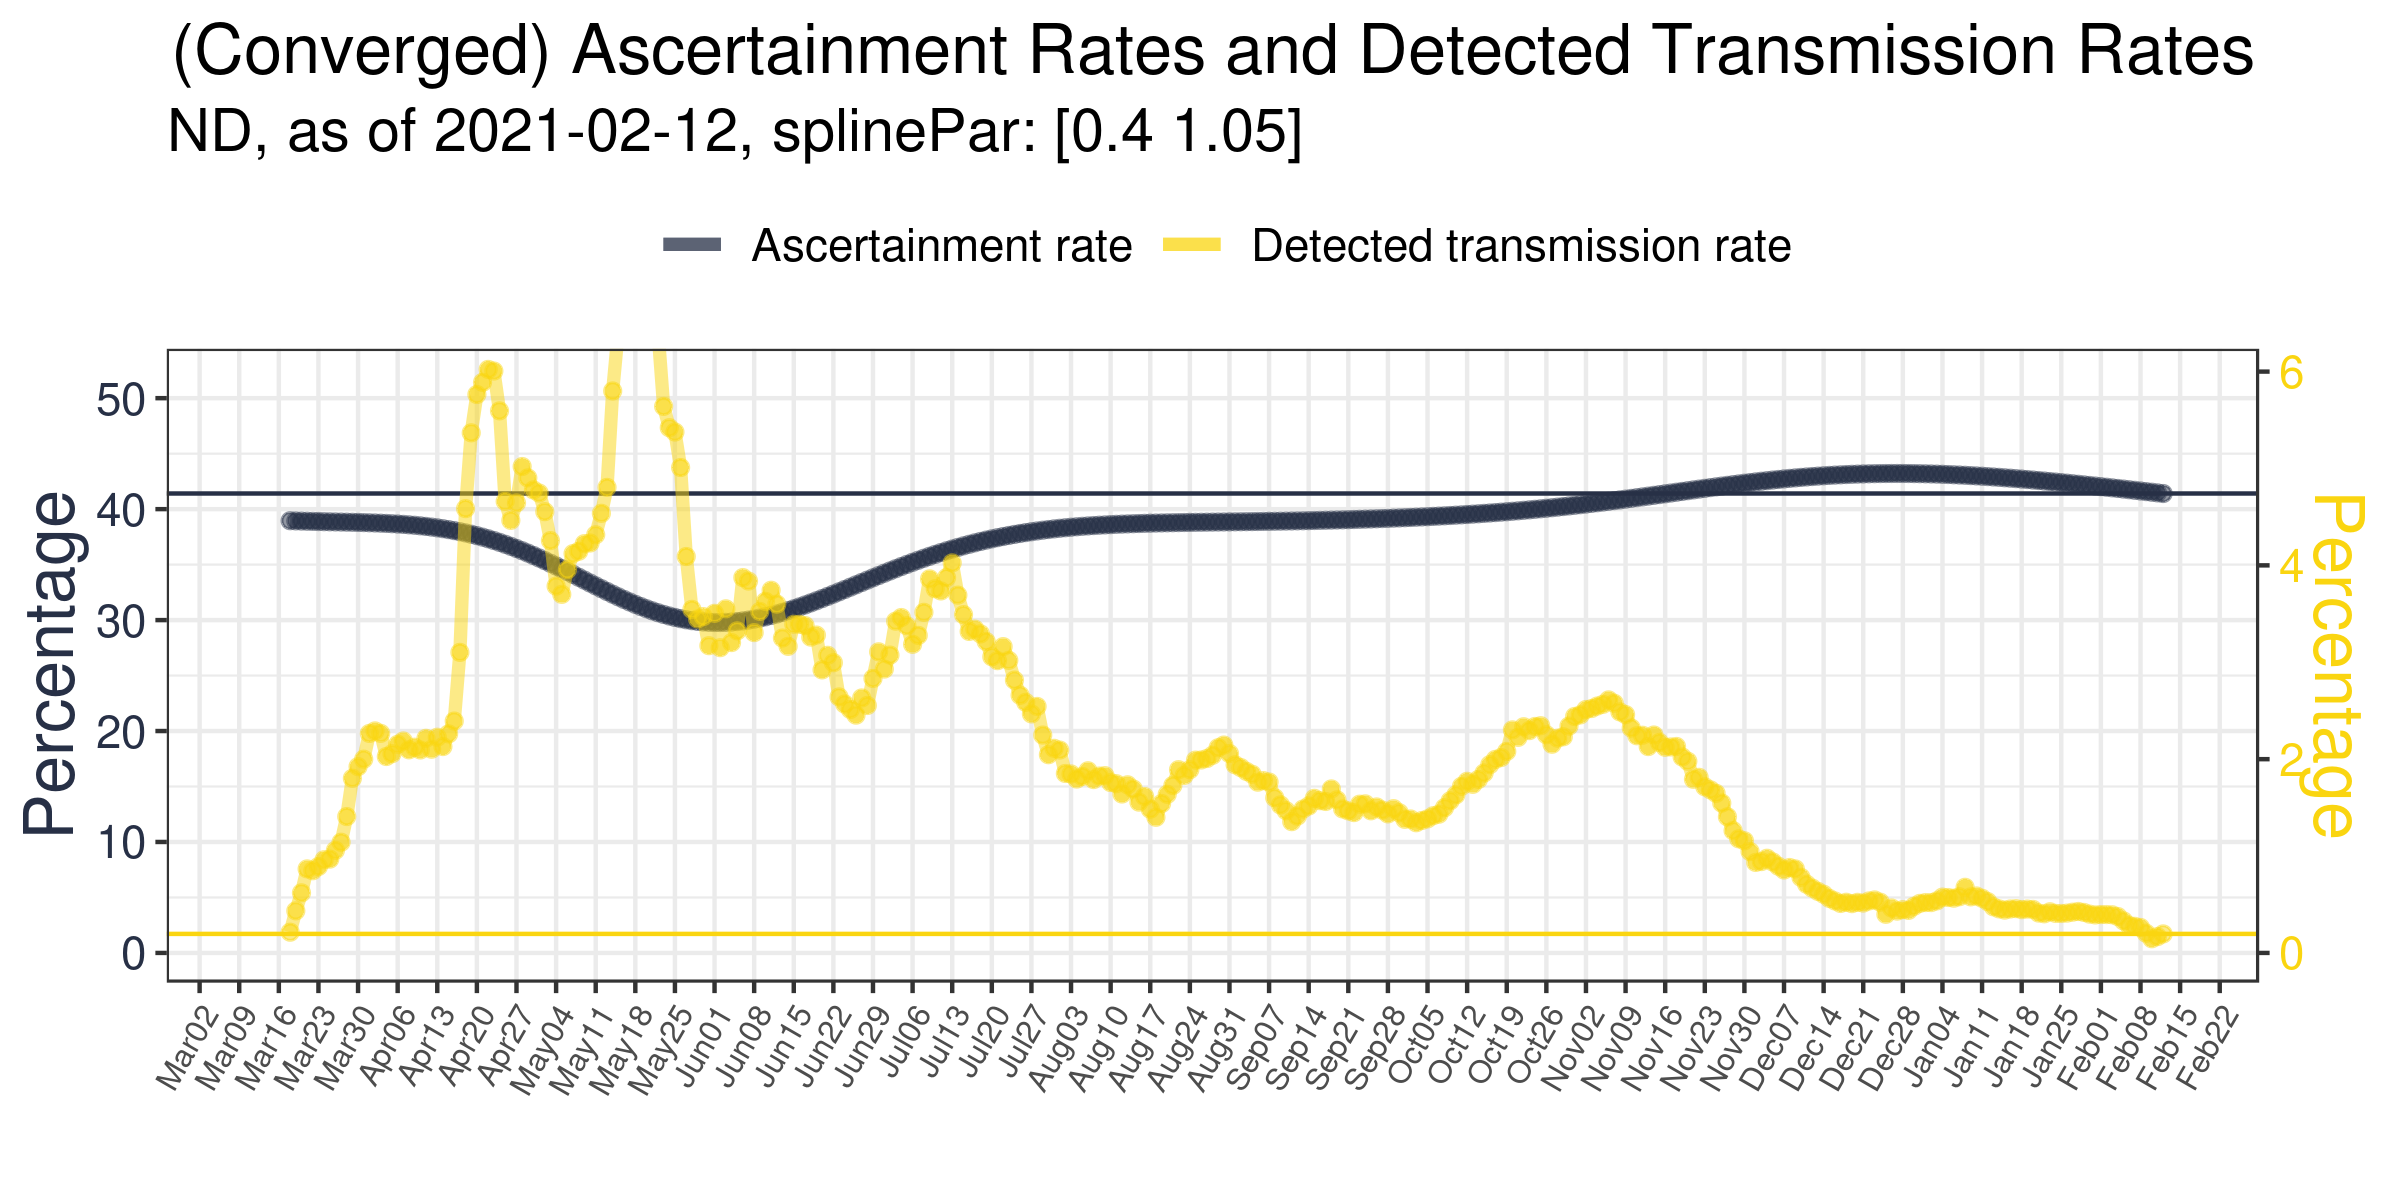 (Converged) Ascertainment Rates and Detected Transmission Rates
ND, as of 2021-02-12, splinePar: [0.4 1.05]
Ascertainment rate Detected transmission rate
Percentage
50
40
30
20
10
0
6
4
2
0
Percentage
Mar02 Mar09 Mar16 Mar23 Mar30 Apr06 Apr13 Apr20 Apr27 May04 May11 May18 May25 Jun01 Jun08 Jun15 Jun22 Jun29 Jul06 Jul13 Jul20 Jul27 Aug03 Aug10 Aug17 Aug24 Aug31 Sep07 Sep14 Sep21 Sep28 Oct05 Oct12 Oct19 Oct26 Nov02 Nov09 Nov16 Nov23 Nov30 Dec07 Dec14 Dec21 Dec28 Jan04 Jan11 Jan18 Jan25 Feb01 Feb08 Feb15 Feb22